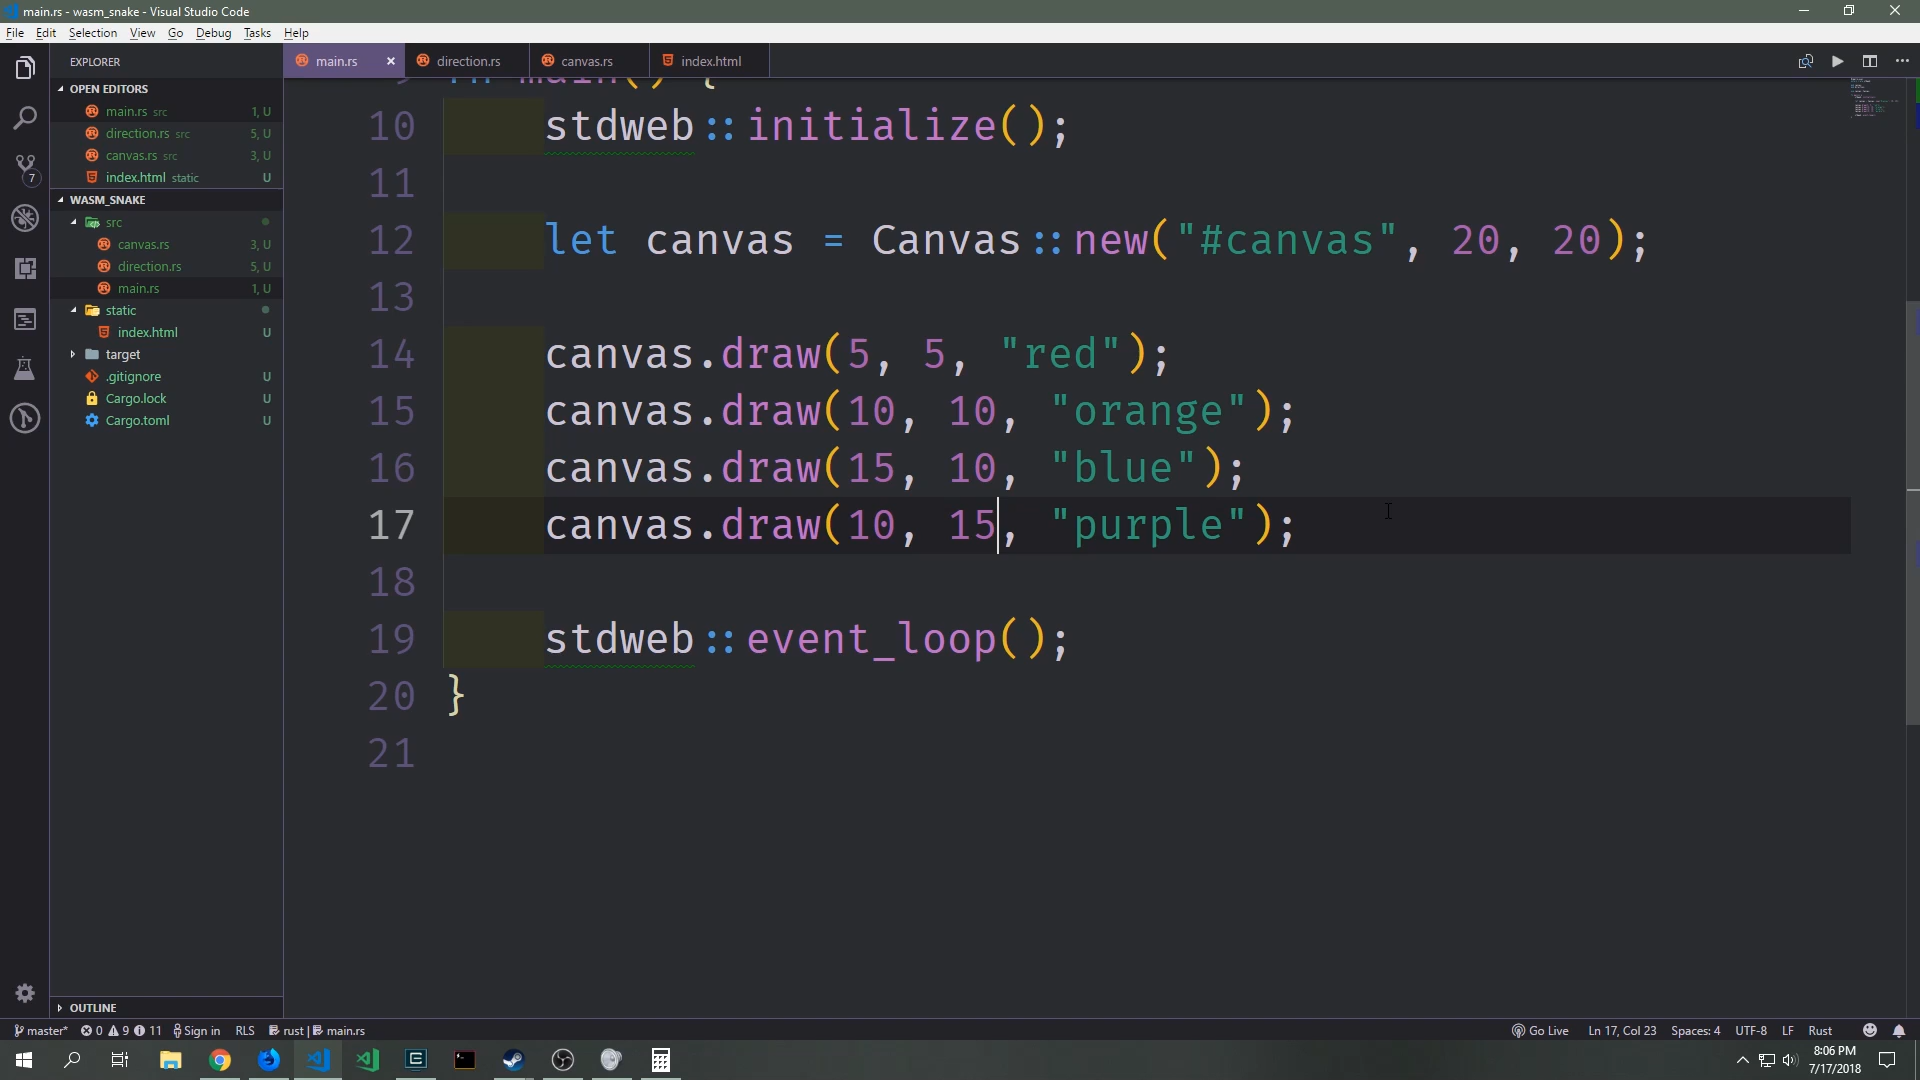 main.rs - wasm_snake - Visual Studio Code
File Edit Selection View Go Debug Tasks Help
EXPLORER
main.rs
direction.rs
canvas.rs
index.html
OPEN EDITORS
main.rs src 1, U
direction.rs src 5, U
canvas.rs src 3, U
index.html static U
WASM_SNAKE
src
canvas.rs 3, U
direction.rs 5, U
main.rs 1, U
static
index.html U
target
.gitignore U
Cargo.lock U
Cargo.toml U
OUTLINE
7
9 fn main() {
10 stdweb::initialize();
11
12 let canvas = Canvas::new("#canvas", 20, 20);
13
14 canvas.draw(5, 5, "red");
15 canvas.draw(10, 10, "orange");
16 canvas.draw(15, 10, "blue");
17 canvas.draw(10, 15, "purple");
18
19 stdweb::event_loop();
20 }
21
master* 0 9 11 Sign in RLS rust | main.rs Go Live Ln 17, Col 23 Spaces: 4 UTF-8 LF Rust
8:06 PM
7/17/2018